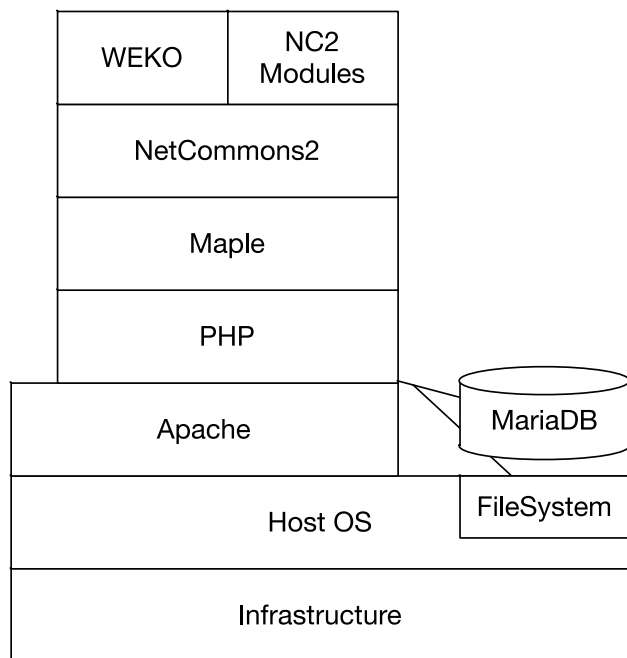 WEKO
NC2
Modules
NetCommons2
Maple
PHP
Apache
MariaDB
FileSystem
Host OS
Infrastructure